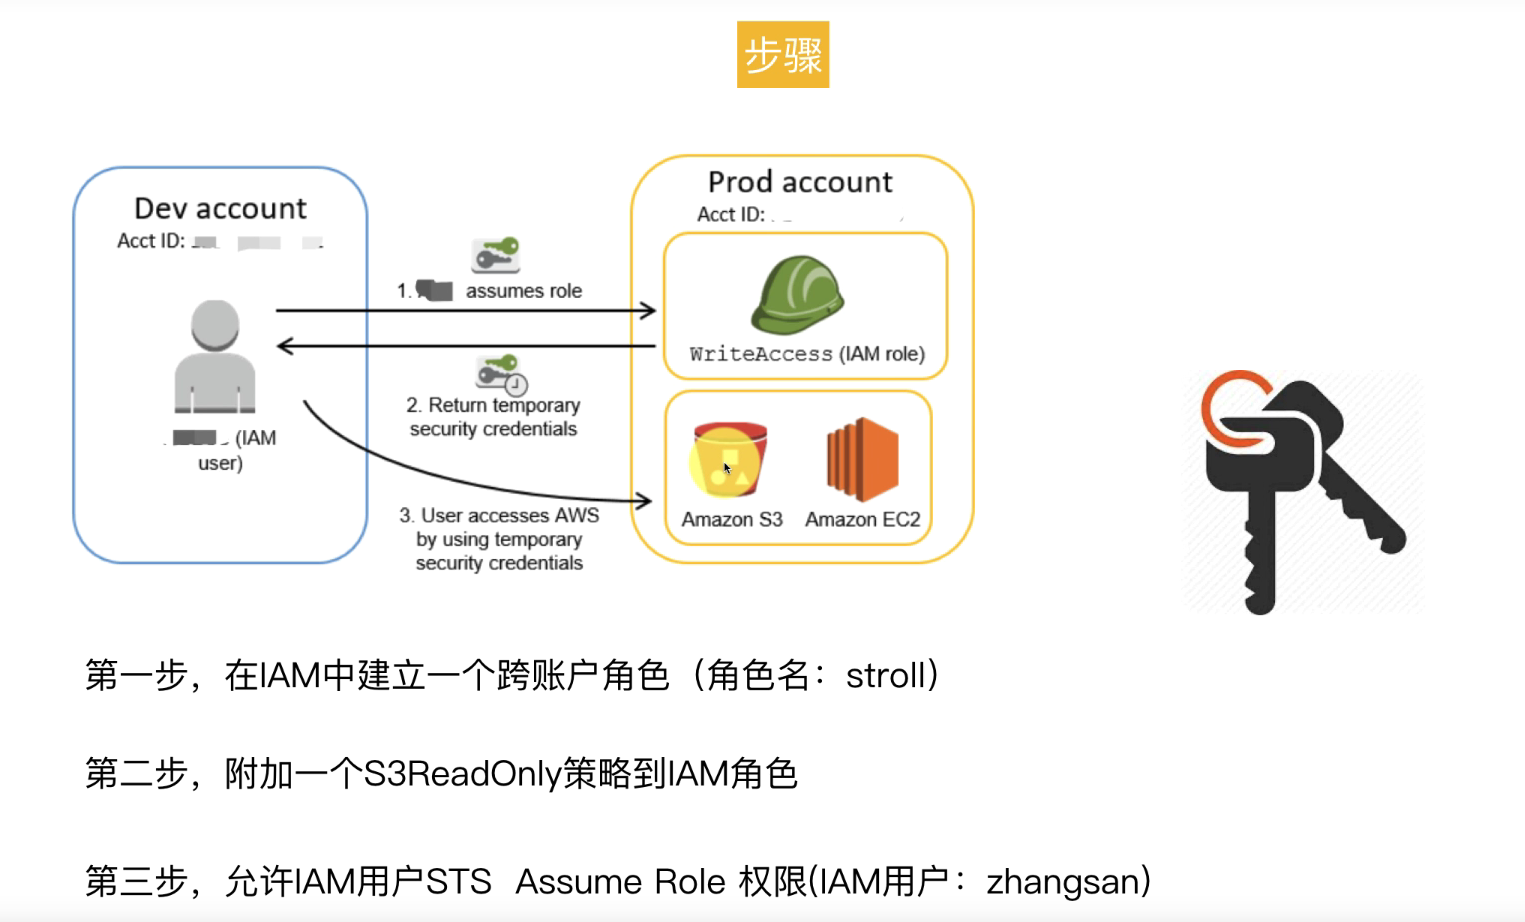 步骤
Dev account
Acct ID:
(IAM
user)
1. assumes role
2. Return temporary
security credentials
3. User accesses AWS
by using temporary
security credentials
Prod account
Acct ID:
WriteAccess (IAM role)
Amazon S3 Amazon EC2
第一步，在IAM中建立一个跨账户角色（角色名：stroll）
第二步，附加一个S3ReadOnly策略到IAM角色
第三步，允许IAM用户STS  Assume Role 权限(IAM用户：zhangsan)